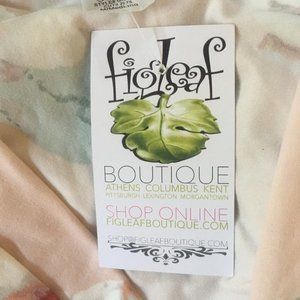 figleaf
BOUTIQUE
ATHENS COLUMBUS KENT
PITTSBURGH LEXINGTON MORGANTOWN
SHOP ONLINE
FIGLEAFBOUTIQUE.COM
SHOP@FIGLEAFBOUTIQUE.COM